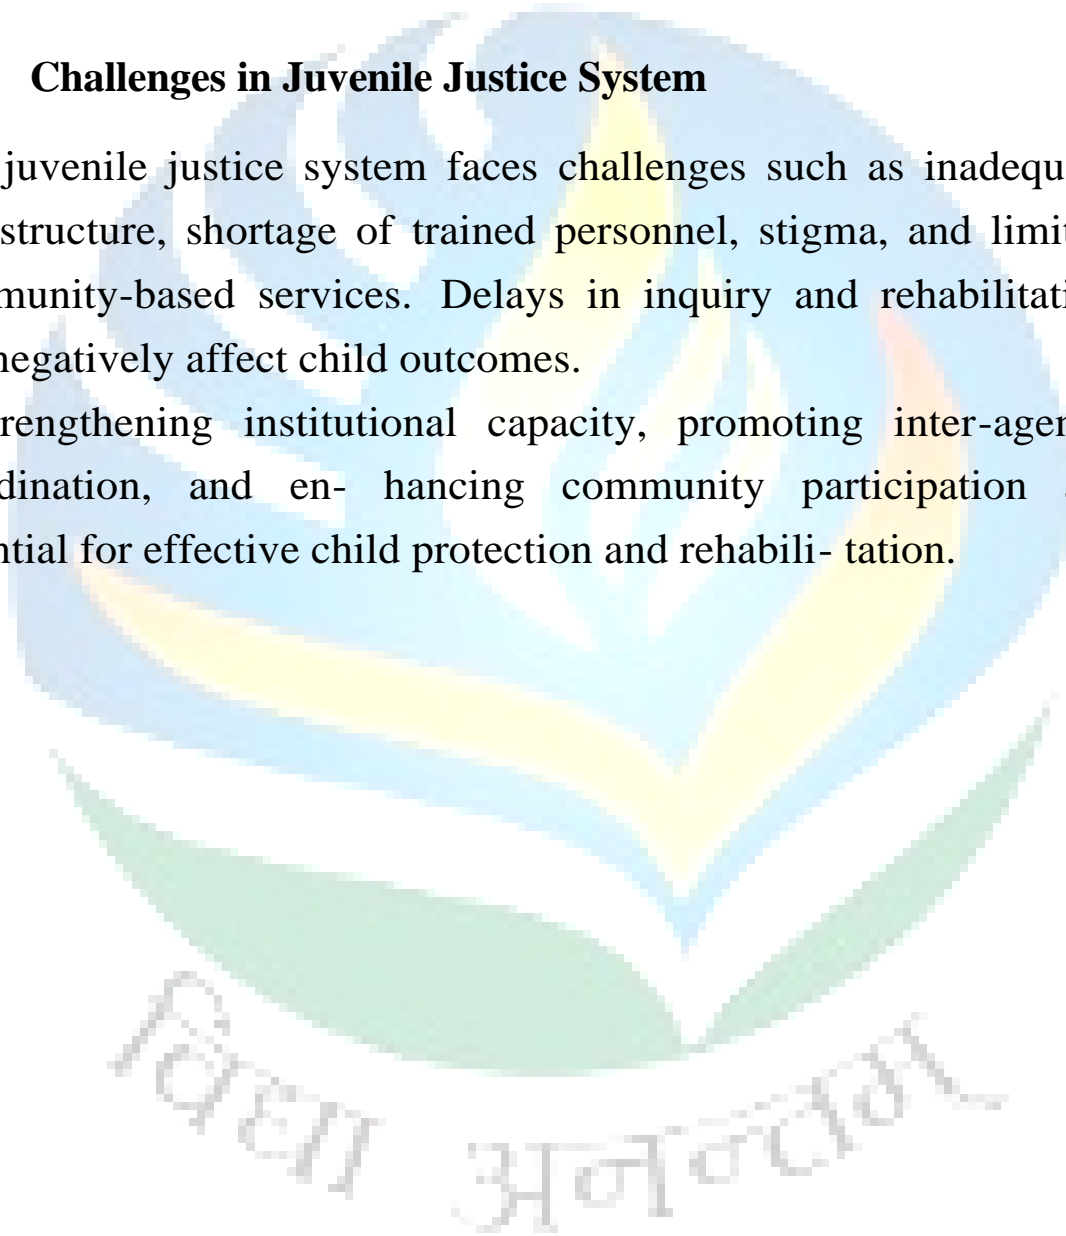 Challenges in Juvenile Justice System
juvenile justice system faces challenges such as inadequ
structure, shortage of trained personnel, stigma, and limit
munity-based services. Delays in inquiry and rehabilitati
negatively affect child outcomes.
rengthening institutional capacity, promoting inter-agen
dination, and en- hancing community participation a
ntial for effective child protection and rehabili- tation.
विद्या अनन्तम्